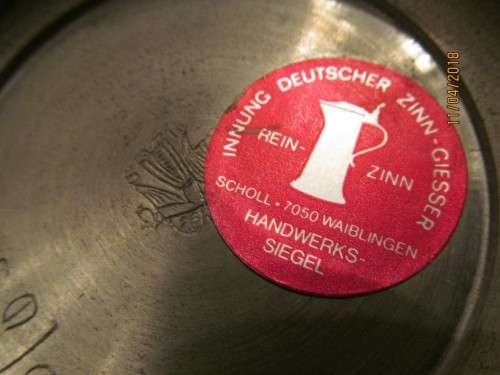 INNUNG DEUTSCHER ZINN-GIESSER
REIN-
ZINN
SCHOLL · 7050 WAIBLINGEN
HANDWERKS-
SIEGEL
11/04/2018